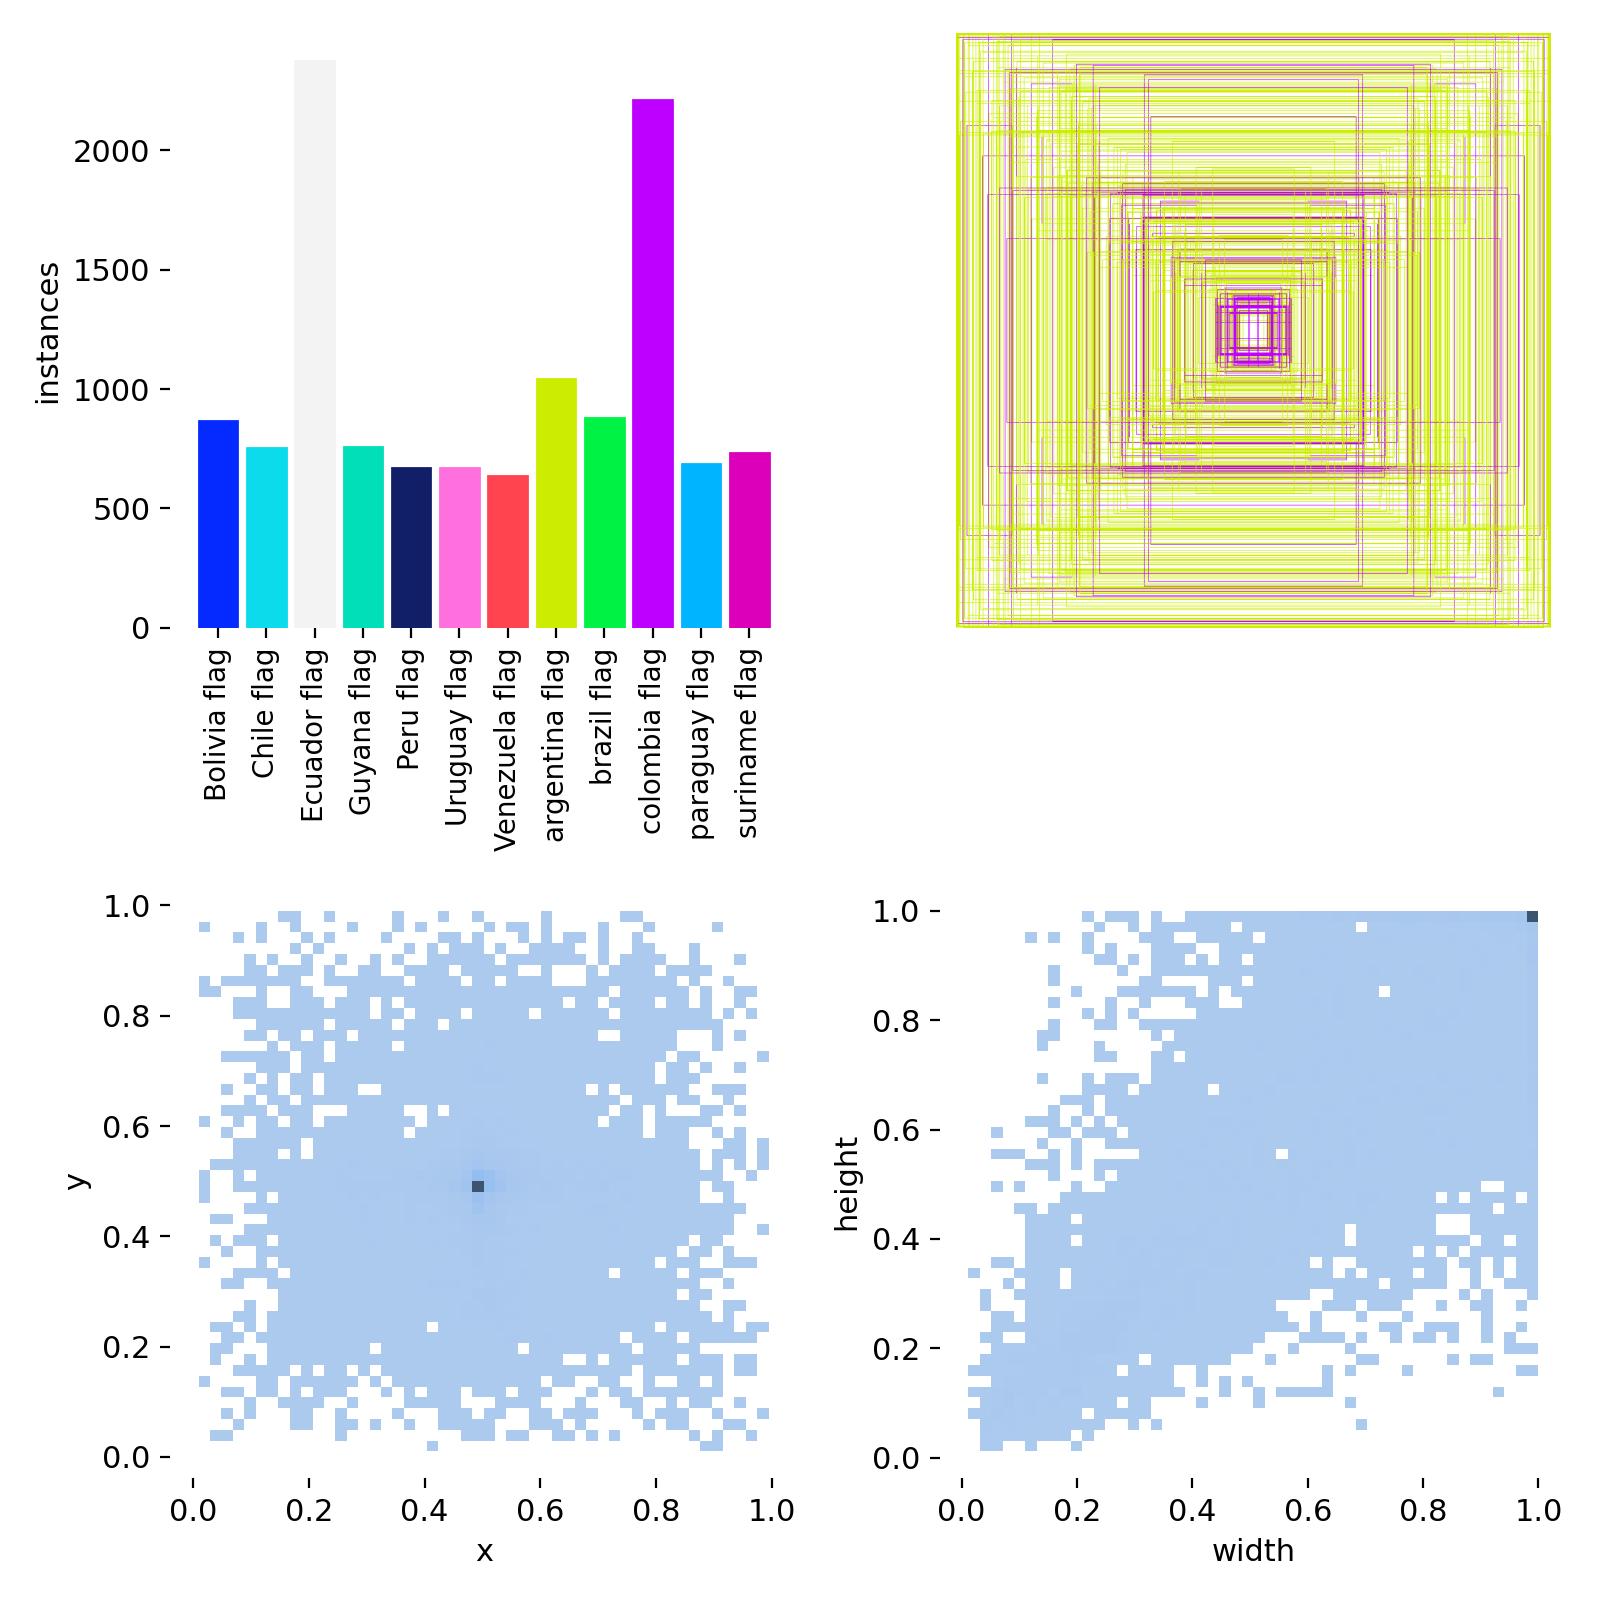 2000
1500
1000
500
0
instances
Bolivia flag
Chile flag
Ecuador flag
Guyana flag
Peru flag
Uruguay flag
Venezuela flag
argentina flag
brazil flag
colombia flag
paraguay flag
suriname flag
1.0
0.8
0.6
0.4
0.2
0.0
y
0.0 0.2 0.4 0.6 0.8 1.0
x
1.0
0.8
0.6
0.4
0.2
0.0
height
0.0 0.2 0.4 0.6 0.8 1.0
width